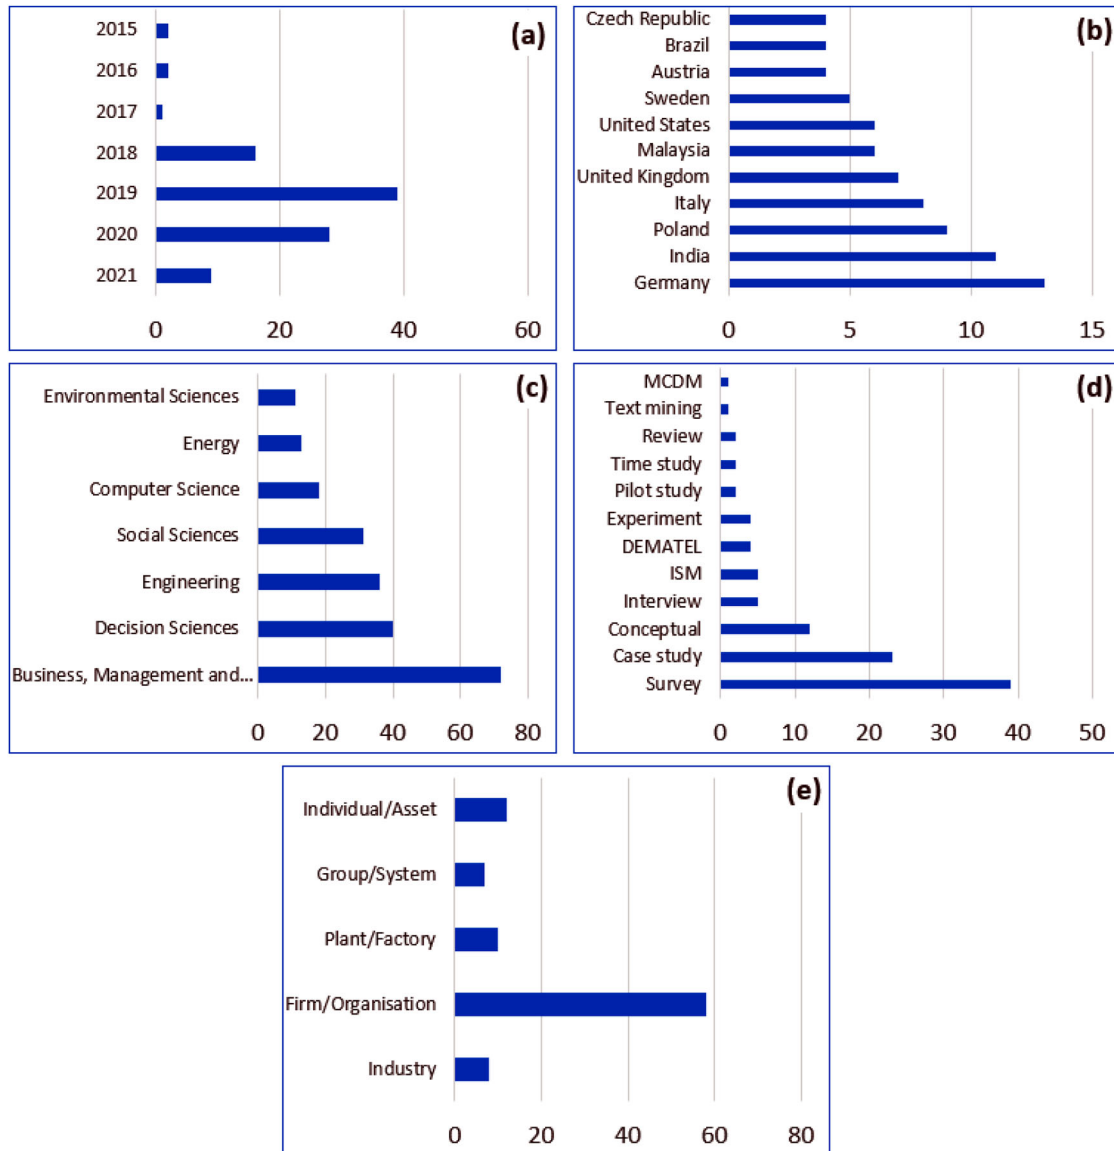 (a)
2015
2016
2017
2018
2019
2020
2021
0 20 40 60
(b)
Czech Republic
Brazil
Austria
Sweden
United States
Malaysia
United Kingdom
Italy
Poland
India
Germany
0 5 10 15
(c)
Environmental Sciences
Energy
Computer Science
Social Sciences
Engineering
Decision Sciences
Business, Management and...
0 20 40 60 80
(d)
MCDM
Text mining
Review
Time study
Pilot study
Experiment
DEMATEL
ISM
Interview
Conceptual
Case study
Survey
0 10 20 30 40 50
(e)
Individual/Asset
Group/System
Plant/Factory
Firm/Organisation
Industry
0 20 40 60 80